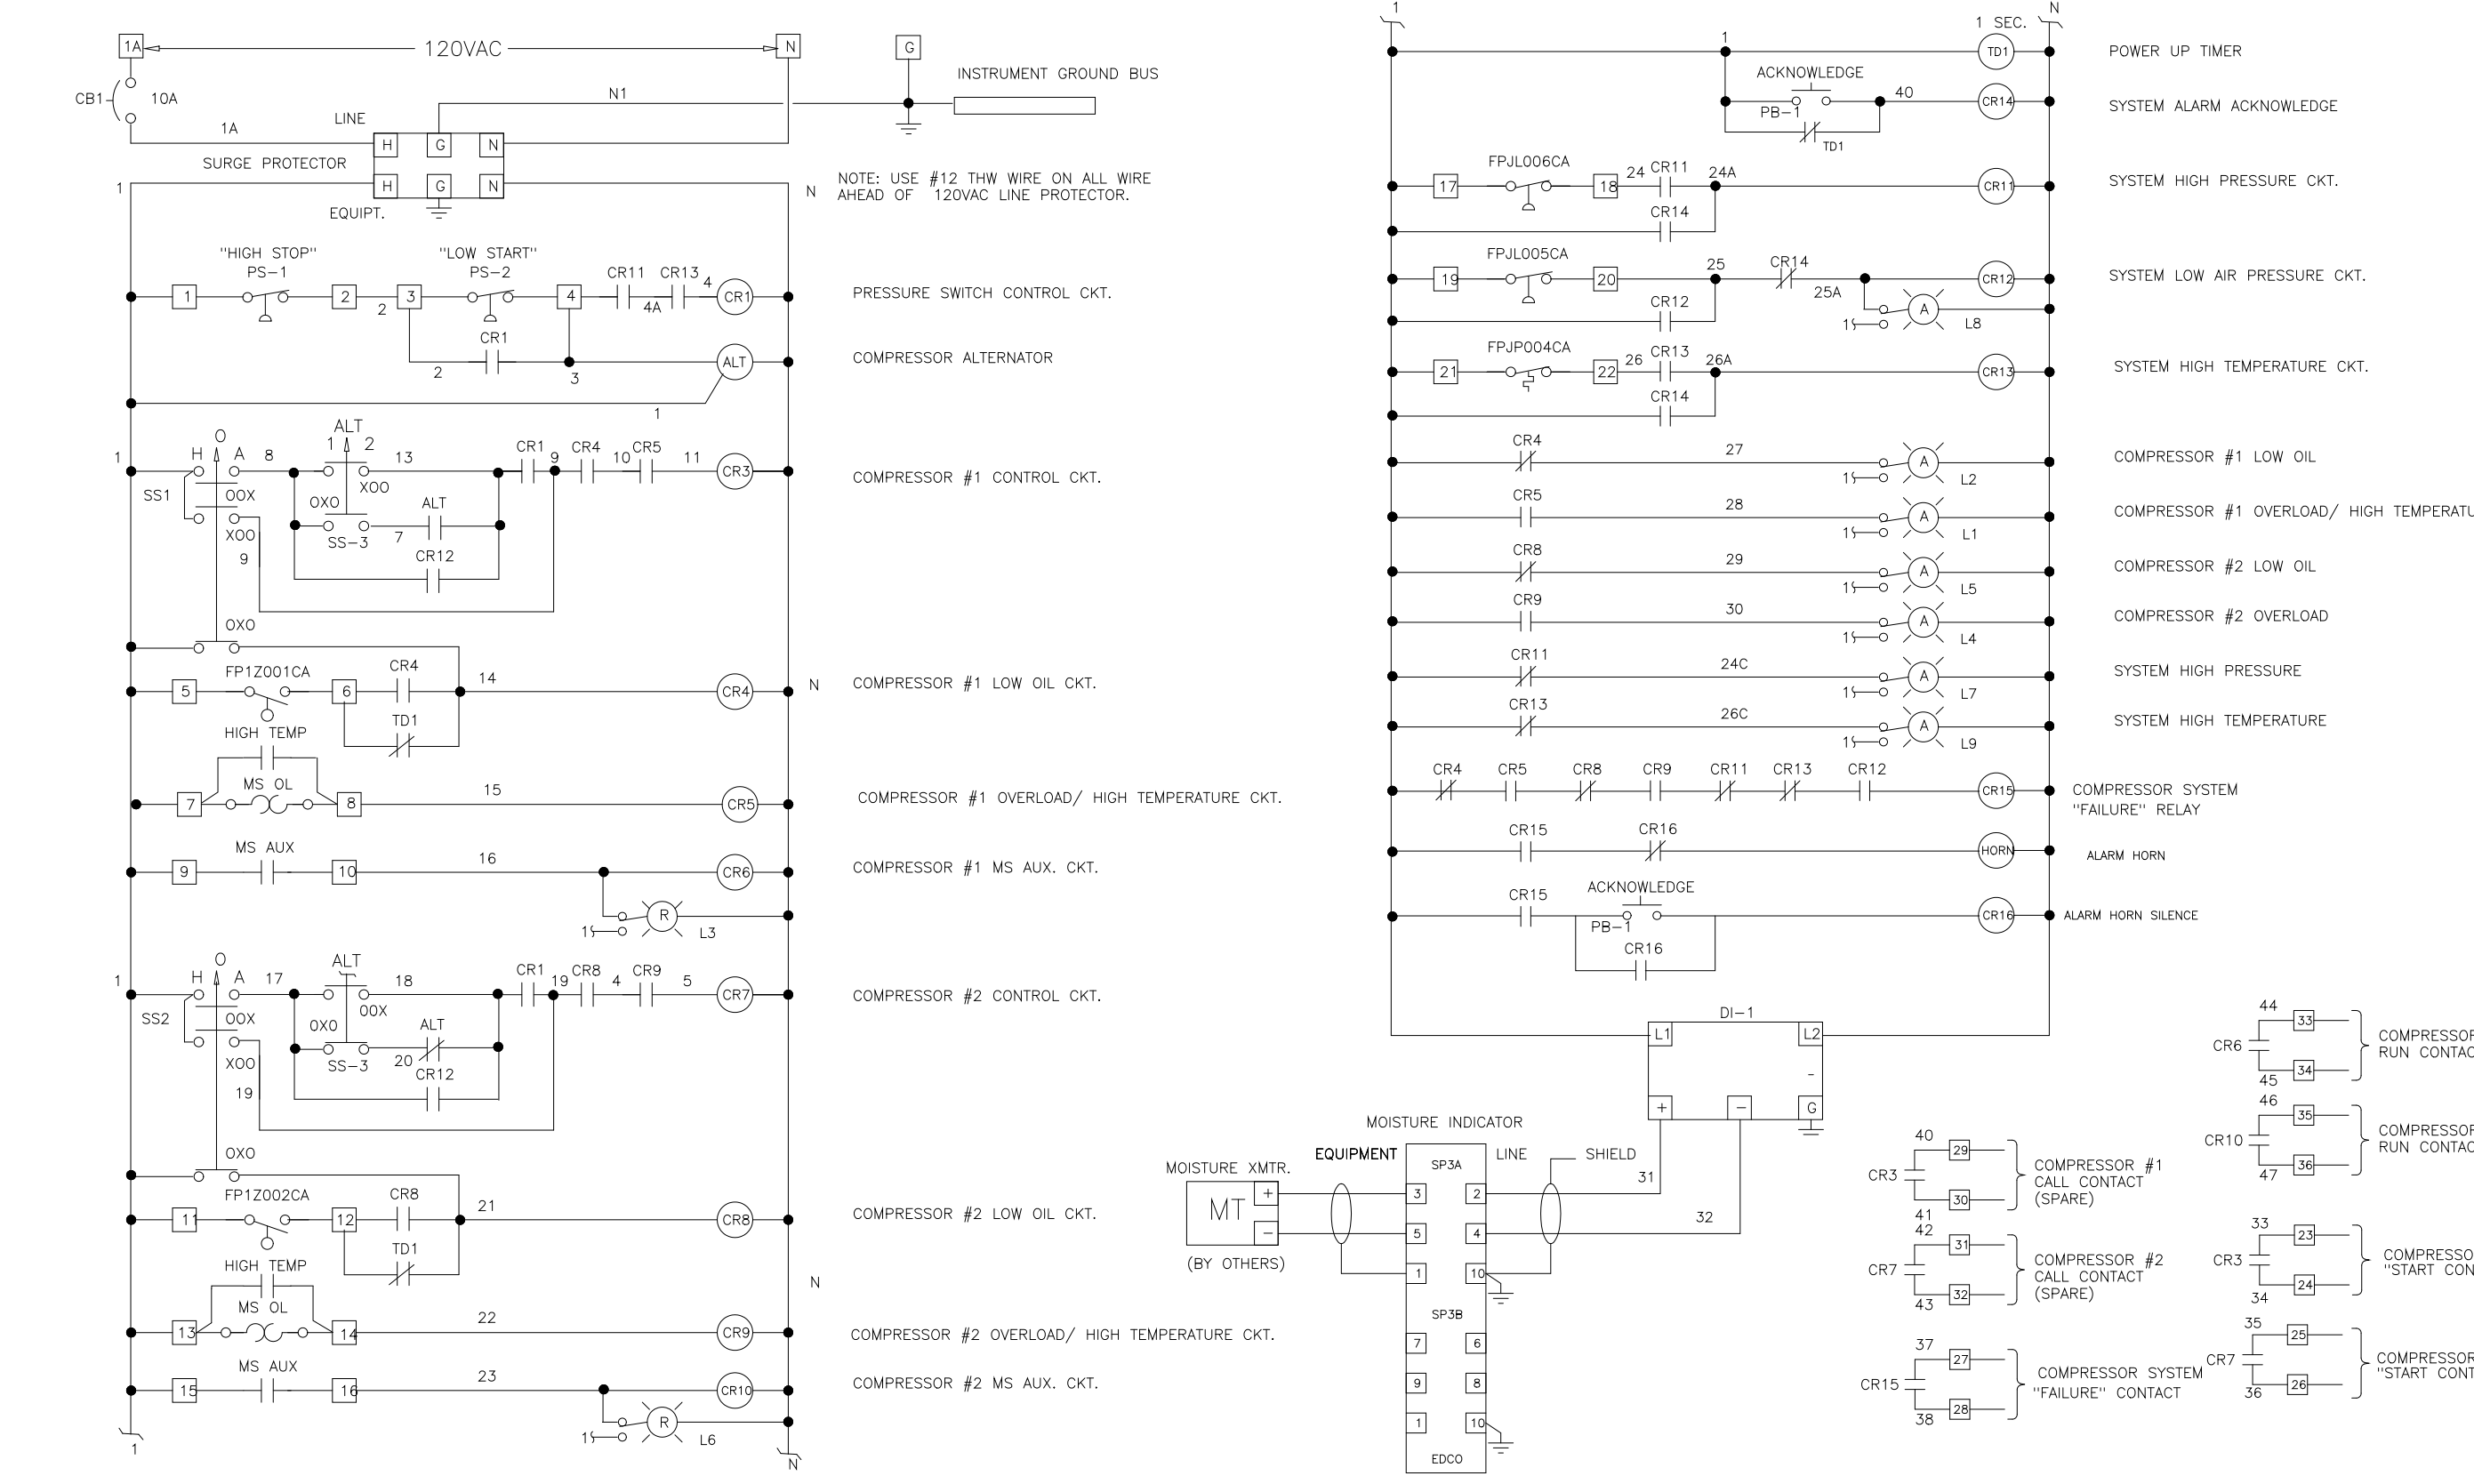 1A
120VAC
N
G
INSTRUMENT GROUND BUS
CB1
10A
N1
1A
LINE
H
G
N
SURGE PROTECTOR
1
H
G
N
EQUIPT.
N
NOTE: USE #12 THW WIRE ON ALL WIRE
AHEAD OF 120VAC LINE PROTECTOR.
"HIGH STOP"
PS-1
"LOW START"
PS-2
CR11
CR13
4
1
2
2
3
4
4A
CR1
PRESSURE SWITCH CONTROL CKT.
CR1
2
3
ALT
COMPRESSOR ALTERNATOR
1
1
O
H
A
8
ALT
1 2
13
CR1
9
CR4
10
CR5
11
CR3
COMPRESSOR #1 CONTROL CKT.
SS1
OOX
XOO
OXO
XOO
ALT
SS-3
7
CR12
9
OXO
FP1Z001CA
CR4
14
5
6
CR4
N
COMPRESSOR #1 LOW OIL CKT.
TD1
HIGH TEMP
MS OL
7
8
15
CR5
COMPRESSOR #1 OVERLOAD/ HIGH TEMPERATURE CKT.
MS AUX
9
10
16
CR6
COMPRESSOR #1 MS AUX. CKT.
R
1
L3
1
O
H
A
17
ALT
18
CR1
19
CR8
4
CR9
5
CR7
COMPRESSOR #2 CONTROL CKT.
SS2
OOX
XOO
OXO
OOX
ALT
SS-3
20
CR12
19
OXO
FP1Z002CA
CR8
21
11
12
CR8
COMPRESSOR #2 LOW OIL CKT.
TD1
HIGH TEMP
N
MS OL
13
14
22
CR9
COMPRESSOR #2 OVERLOAD/ HIGH TEMPERATURE CKT.
MS AUX
15
16
23
CR10
COMPRESSOR #2 MS AUX. CKT.
R
1
L6
1
N
1
N
1 SEC.
1
TD1
POWER UP TIMER
ACKNOWLEDGE
PB-1
40
CR14
SYSTEM ALARM ACKNOWLEDGE
TD1
FPJL006CA
17
18
24
CR11
24A
CR11
SYSTEM HIGH PRESSURE CKT.
CR14
FPJL005CA
19
20
25
CR14
25A
CR12
SYSTEM LOW AIR PRESSURE CKT.
CR12
A
1
L8
FPJP004CA
21
22
26
CR13
26A
CR13
SYSTEM HIGH TEMPERATURE CKT.
CR14
CR4
27
A
1
L2
COMPRESSOR #1 LOW OIL
CR5
28
A
1
L1
COMPRESSOR #1 OVERLOAD/ HIGH TEMPERATU
CR8
29
A
1
L5
COMPRESSOR #2 LOW OIL
CR9
30
A
1
L4
COMPRESSOR #2 OVERLOAD
CR11
24C
A
1
L7
SYSTEM HIGH PRESSURE
CR13
26C
A
1
L9
SYSTEM HIGH TEMPERATURE
CR4
CR5
CR8
CR9
CR11
CR13
CR12
CR15
COMPRESSOR SYSTEM
"FAILURE" RELAY
CR15
CR16
HORN
ALARM HORN
CR15
ACKNOWLEDGE
PB-1
CR16
CR16
ALARM HORN SILENCE
DI-1
L1
L2
-
+
−
G
MOISTURE INDICATOR
EQUIPMENT
SP3A
LINE
SHIELD
MOISTURE XMTR.
MT
+
−
(BY OTHERS)
3
2
31
5
4
32
1
10
SP3B
7
6
9
8
1
10
EDCO
40
29
CR3
30
41
COMPRESSOR #1
CALL CONTACT
(SPARE)
42
31
CR7
32
43
COMPRESSOR #2
CALL CONTACT
(SPARE)
37
27
CR15
28
38
COMPRESSOR SYSTEM
"FAILURE" CONTACT
44
33
CR6
34
45
COMPRESSOR
RUN CONTAC
46
35
CR10
36
47
COMPRESSOR
RUN CONTAC
33
23
CR3
24
34
COMPRESSO
"START CON
35
25
CR7
26
36
COMPRESSOR
"START CONT